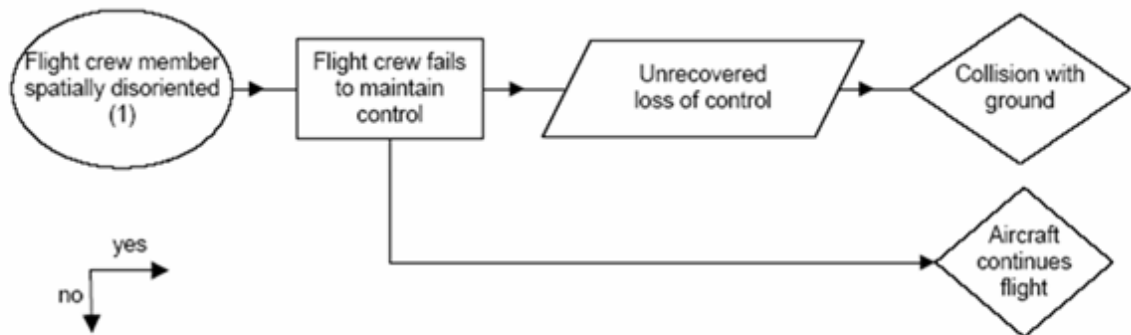 Flight crew member
spatially disoriented
(1)
Flight crew fails
to maintain
control
Unrecovered
loss of control
Collision with
ground
Aircraft
continues
flight
yes
no